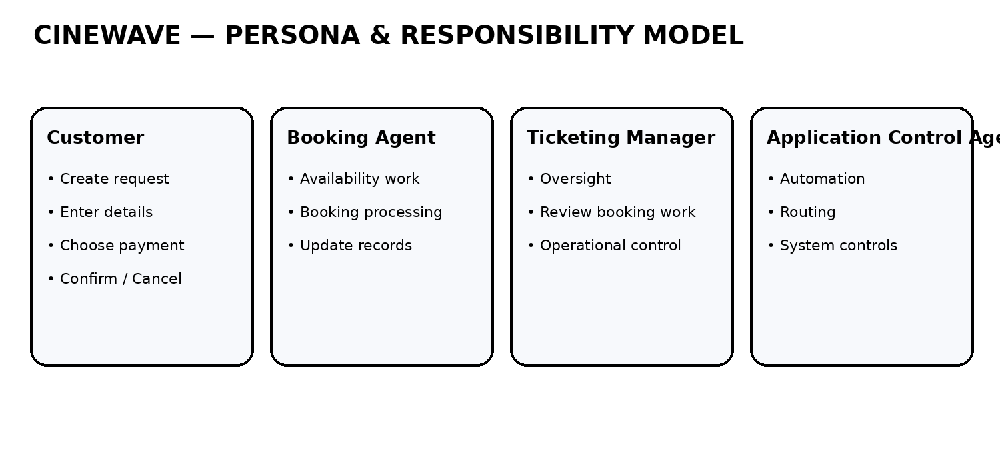 CINEWAVE — PERSONA & RESPONSIBILITY MODEL
Customer
• Create request
• Enter details
• Choose payment
• Confirm / Cancel
Booking Agent
• Availability work
• Booking processing
• Update records
Ticketing Manager
• Oversight
• Review booking work
• Operational control
Application Control
• Automation
• Routing
• System controls